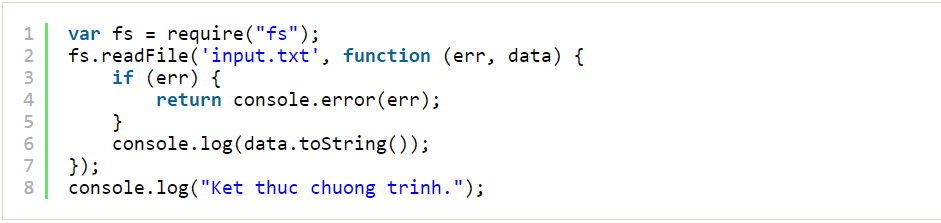 1 var fs = require("fs");
2 fs.readFile('input.txt', function (err, data) {
3     if (err) {
4         return console.error(err);
5     }
6     console.log(data.toString());
7 });
8 console.log("Ket thuc chuong trinh.");